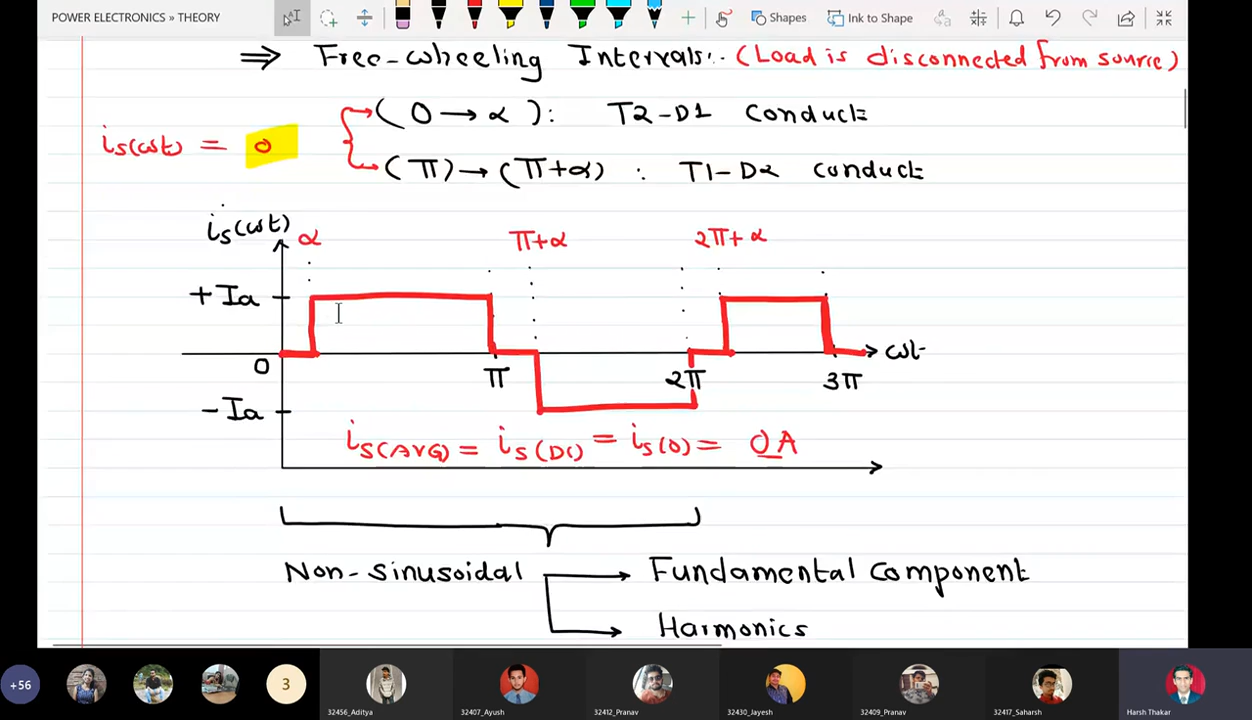 POWER ELECTRONICS » THEORY
Shapes
Ink to Shape
⇒ Free-wheeling Intervals:. (Load is disconnected from source)
(0 → α): T2-D1 Conduct
is(ωt) = 0
(π) → (π+α) : T1-D2 conduct
is(ωt)
α π+α 2π+α
+Ia
0 π 2π 3π ωt
-Ia
is(AVG) = is(DC) = is(0) = 0A
Non-sinusoidal → Fundamental component
→ Harmonics
+56
3
32456_Aditya
32407_Ayush
32412_Pranav
32430_Jayesh
32409_Pranav
32417_Saharsh
Harsh Thakar